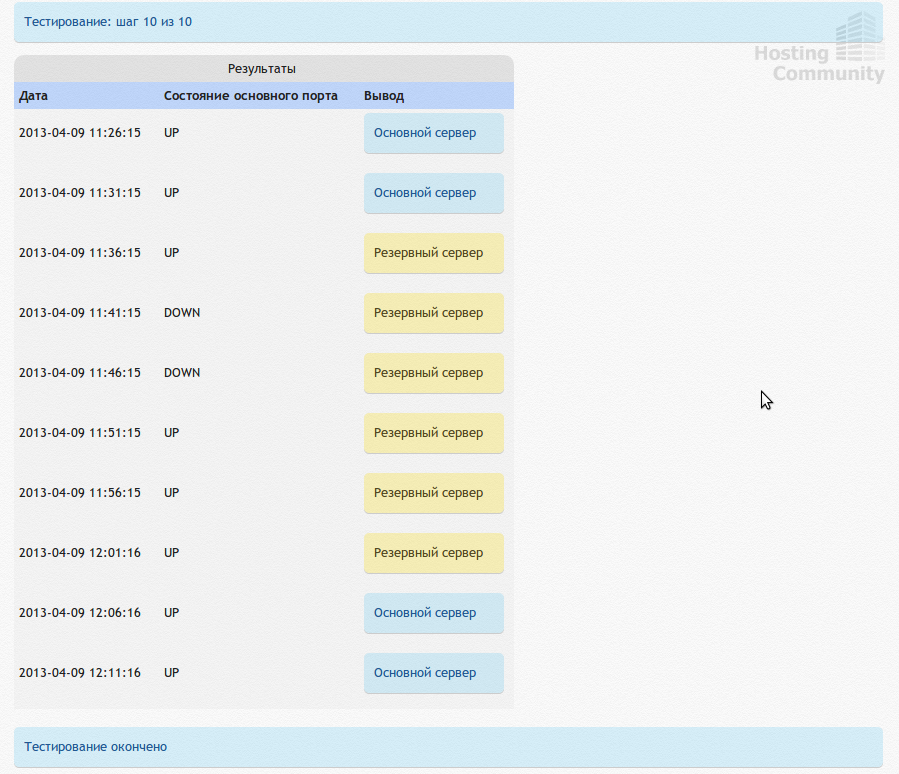 Тестирование: шаг 10 из 10
Hosting
Community
Результаты
Дата Состояние основного порта Вывод
2013-04-09 11:26:15 UP Основной сервер
2013-04-09 11:31:15 UP Основной сервер
2013-04-09 11:36:15 UP Резервный сервер
2013-04-09 11:41:15 DOWN Резервный сервер
2013-04-09 11:46:15 DOWN Резервный сервер
2013-04-09 11:51:15 UP Резервный сервер
2013-04-09 11:56:15 UP Резервный сервер
2013-04-09 12:01:16 UP Резервный сервер
2013-04-09 12:06:16 UP Основной сервер
2013-04-09 12:11:16 UP Основной сервер
Тестирование окончено